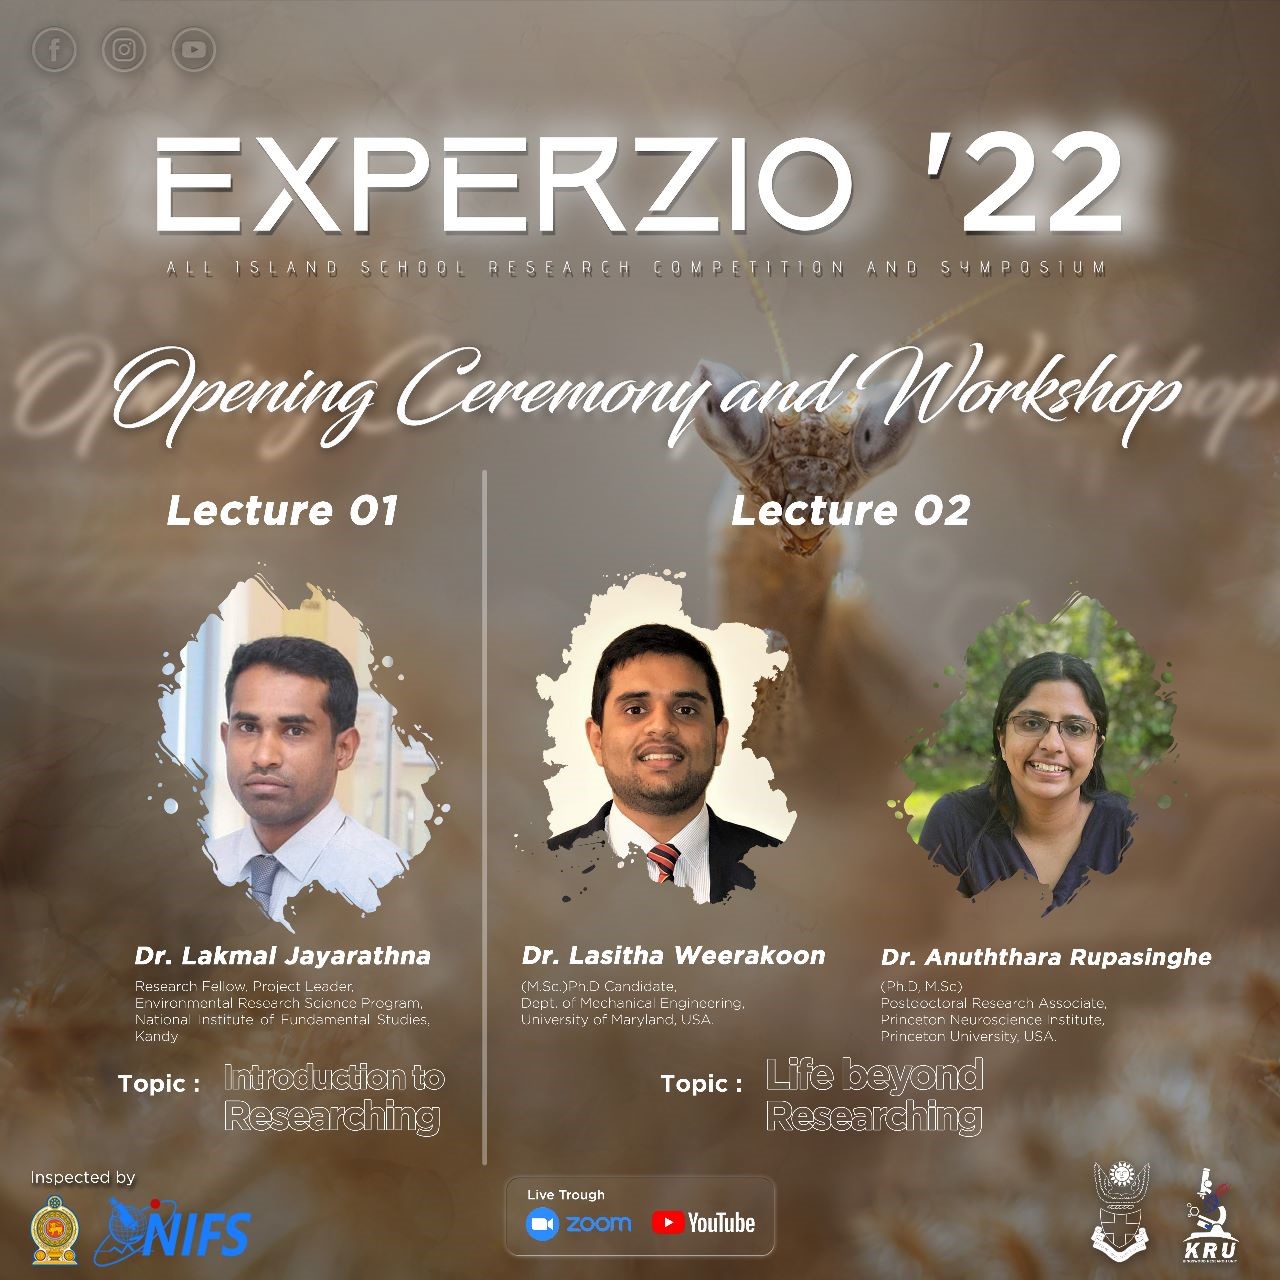 EXPERZIO '22
ALL ISLAND SCHOOL RESEARCH COMPETITION AND SYMPOSIUM
Opening Ceremony and Workshop
Lecture 01
Dr. Lakmal Jayarathna
Research Fellow, Project Leader,
Environmental Research Science Program,
National Institute of Fundamental Studies,
Kandy
Topic :
Introduction to
Researching
Lecture 02
Dr. Lasitha Weerakoon
(M.Sc.)Ph.D Candidate,
Dept. of Mechanical Engineering,
University of Maryland, USA.
Dr. Anuththara Rupasinghe
(Ph.D, M.Sc)
Postdoctoral Research Associate,
Princeton Neuroscience Institute,
Princeton University, USA.
Topic :
Life beyond
Researching
Inspected by
NIFS
Live Trough
zoom
YouTube
KRU